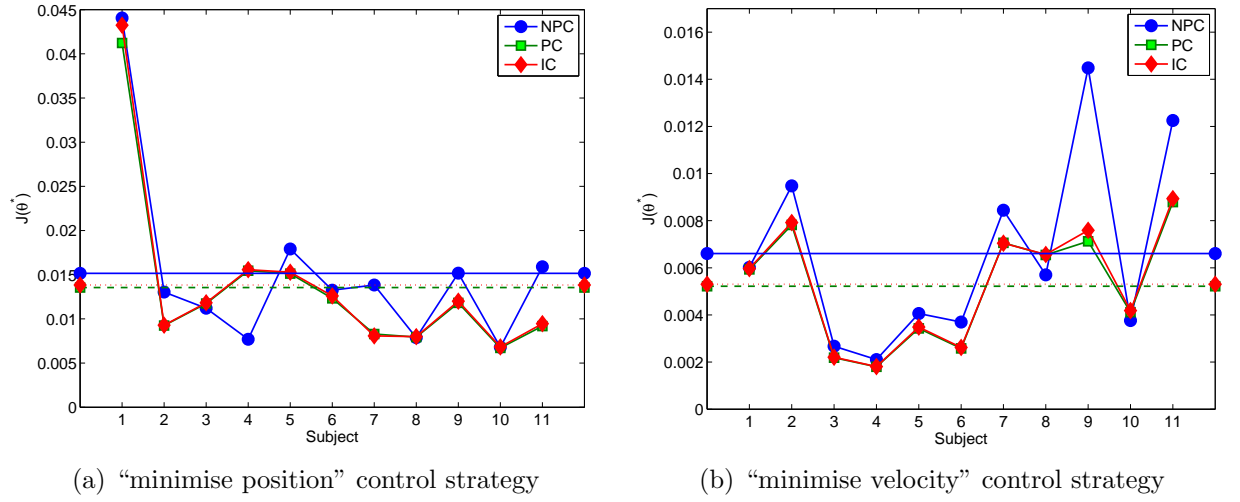 0.045
0.04
0.035
0.03
0.025
0.02
0.015
0.01
0.005
0
J(θ*)
1 2 3 4 5 6 7 8 9 10 11
Subject
NPC
PC
IC
(a) “minimise position” control strategy
0.016
0.014
0.012
0.01
0.008
0.006
0.004
0.002
0
J(θ*)
1 2 3 4 5 6 7 8 9 10 11
Subject
NPC
PC
IC
(b) “minimise velocity” control strategy